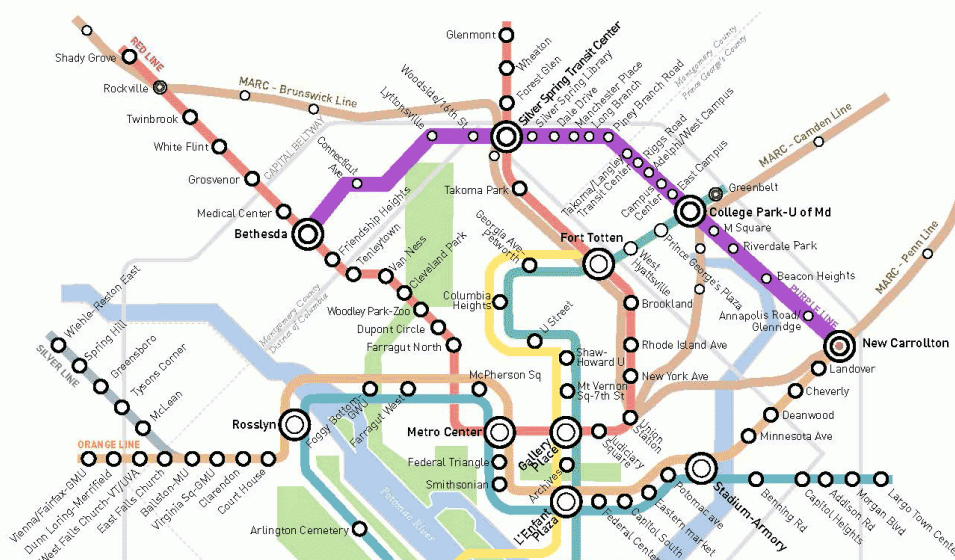 Glenmont
Wheaton
Forest Glen
Silver Spring Transit Center
Silver Spring Library
Dale Drive
Manchester Place
Long Branch
Piney Branch Road
Montgomery County
Prince George's County
Shady Grove
RED LINE
Rockville
MARC - Brunswick Line
Woodside/16th St
Lyttonsville
MARC - Camden Line
Twinbrook
White Flint
CAPITAL BELTWAY
Connecticut
Ave
Takoma/Langley
Transit Center
Riggs Road
Adelphi/West Campus
Campus
Center
East Campus
Grosvenor
Takoma Park
Greenbelt
Medical Center
College Park-U of Md
Bethesda
Friendship Heights
Tenleytown
Van Ness
Cleveland Park
Georgia Ave-
Petworth
Fort Totten
West
Hyattsville
Prince George's Plaza
M Square
Riverdale Park
MARC - Penn Line
Beacon Heights
Wiehle-Reston East
Spring Hill
Greensboro
Tysons Corner
McLean
SILVER LINE
Montgomery County
District of Columbia
Woodley Park-Zoo
Dupont Circle
Farragut North
Columbia
Heights
U Street
Brookland
PURPLE LINE
Annapolis Road/
Glenridge
Rhode Island Ave
New Carrollton
Shaw-
Howard U
Landover
McPherson Sq
New York Ave
Mt Vernon
Sq-7th St
Cheverly
Foggy Bottom-
GWU
Farragut West
Deanwood
Rosslyn
Metro Center
Gallery
Place
Judiciary
Square
Union
Station
Minnesota Ave
ORANGE LINE
Federal Triangle
Smithsonian
Archives
Vienna/Fairfax-GMU
Dunn Loring-Merrifield
West Falls Church-VT/UVA
East Falls Church
Ballston-MU
Virginia Sq-GMU
Clarendon
Court House
Potomac River
Arlington Cemetery
L'Enfant
Plaza
Federal Center
Capitol South
Eastern market
Potomac ave
Stadium-Armory
Benning Rd
Capitol Heights
Addison Rd
Morgan Blvd
Largo Town Center